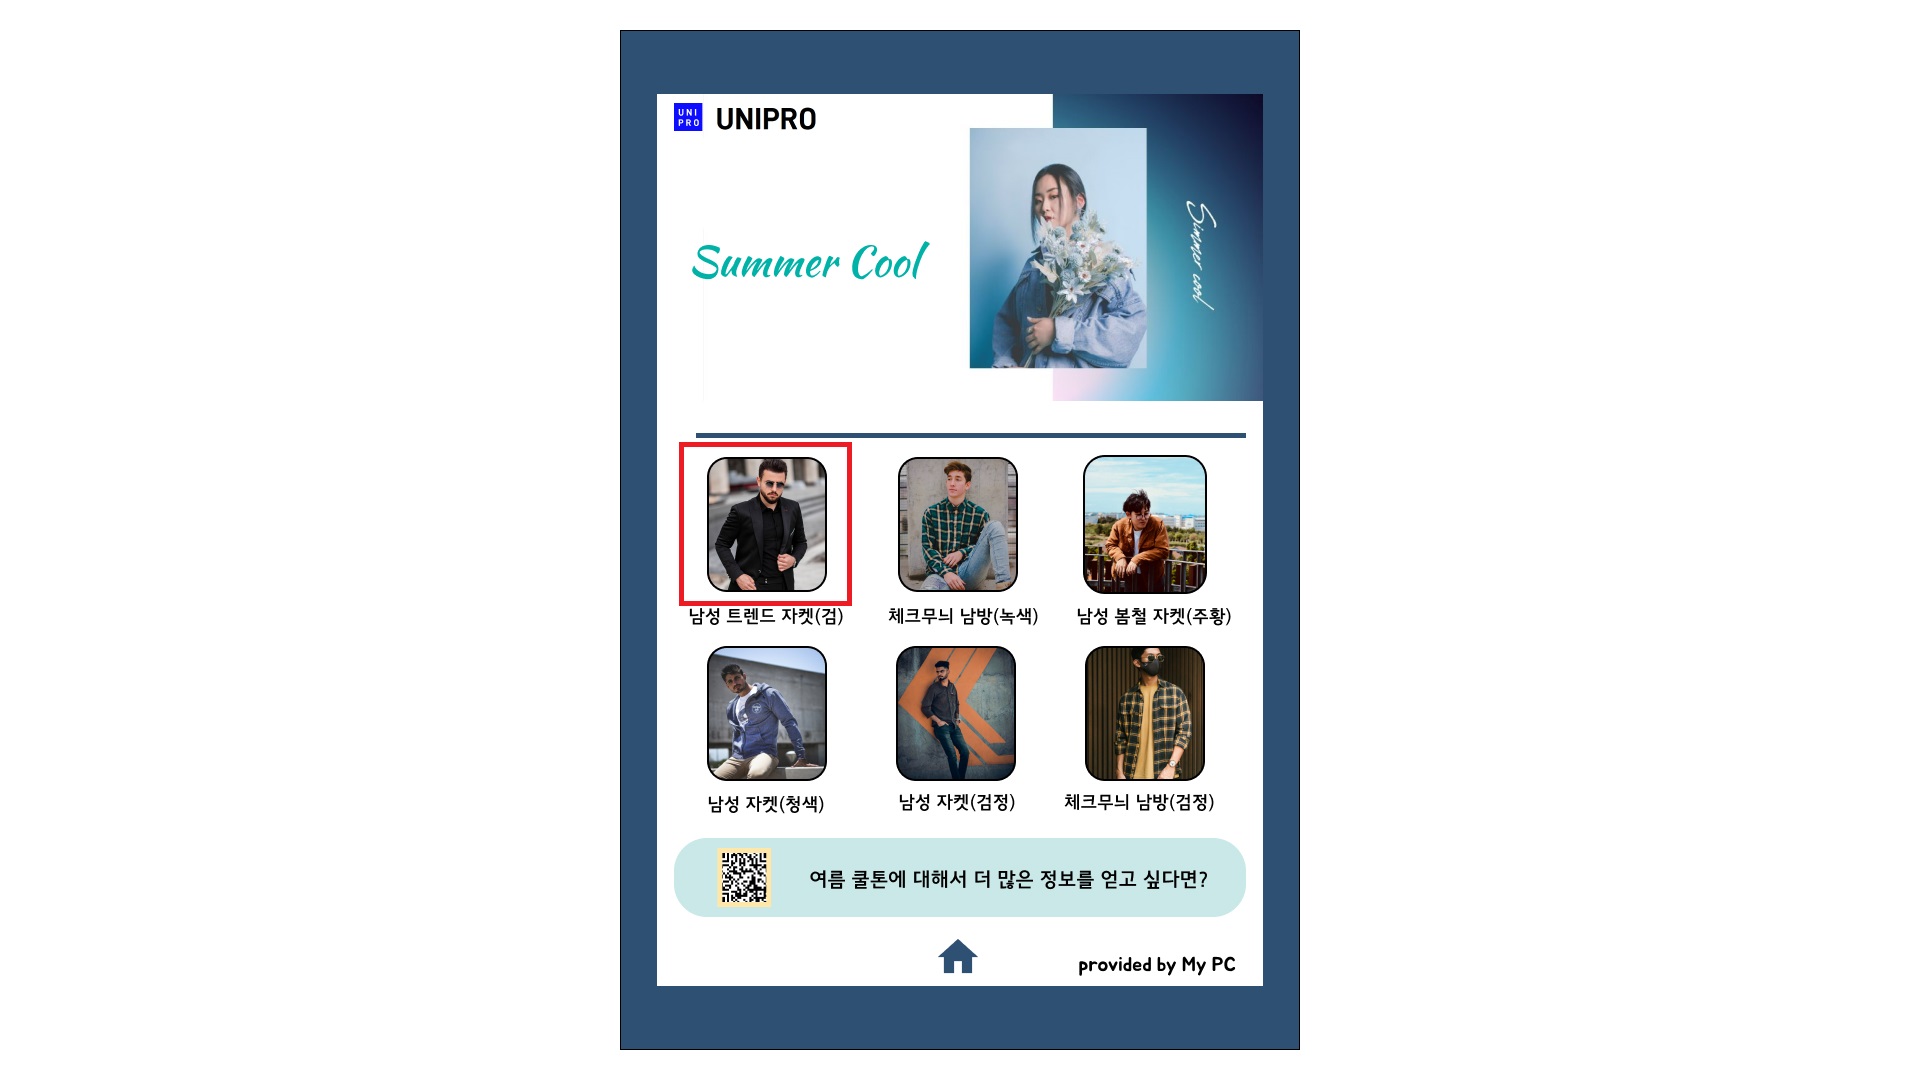 UNI
PRO
UNIPRO
Summer Cool
Simmer cool
남성 트렌드 자켓(검)
체크무늬 남방(녹색)
남성 봄철 자켓(주황)
남성 자켓(청색)
남성 자켓(검정)
체크무늬 남방(검정)
여름 쿨톤에 대해서 더 많은 정보를 얻고 싶다면?
provided by My PC